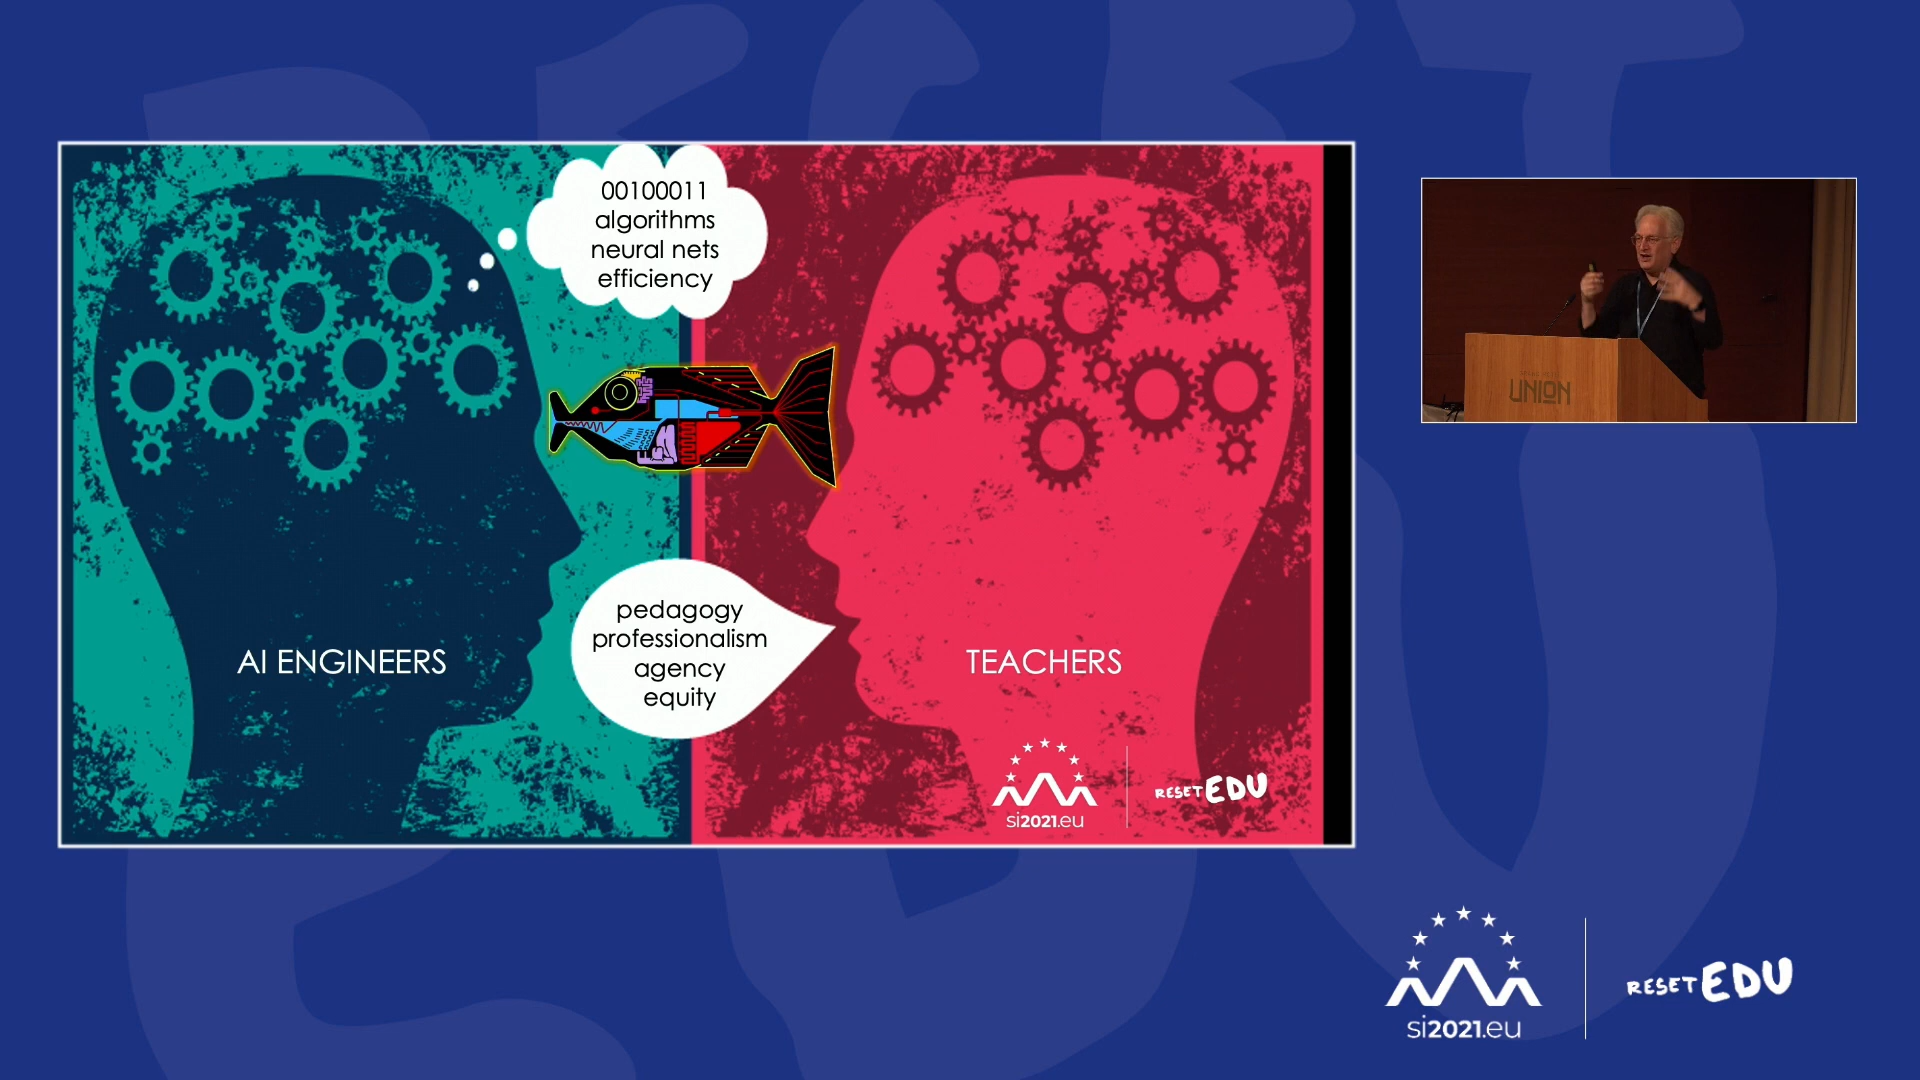 00100011
algorithms
neural nets
efficiency
pedagogy
professionalism
agency
equity
AI ENGINEERS
TEACHERS
si2021.eu
RESET EDU
UNION
si2021.eu
RESET EDU